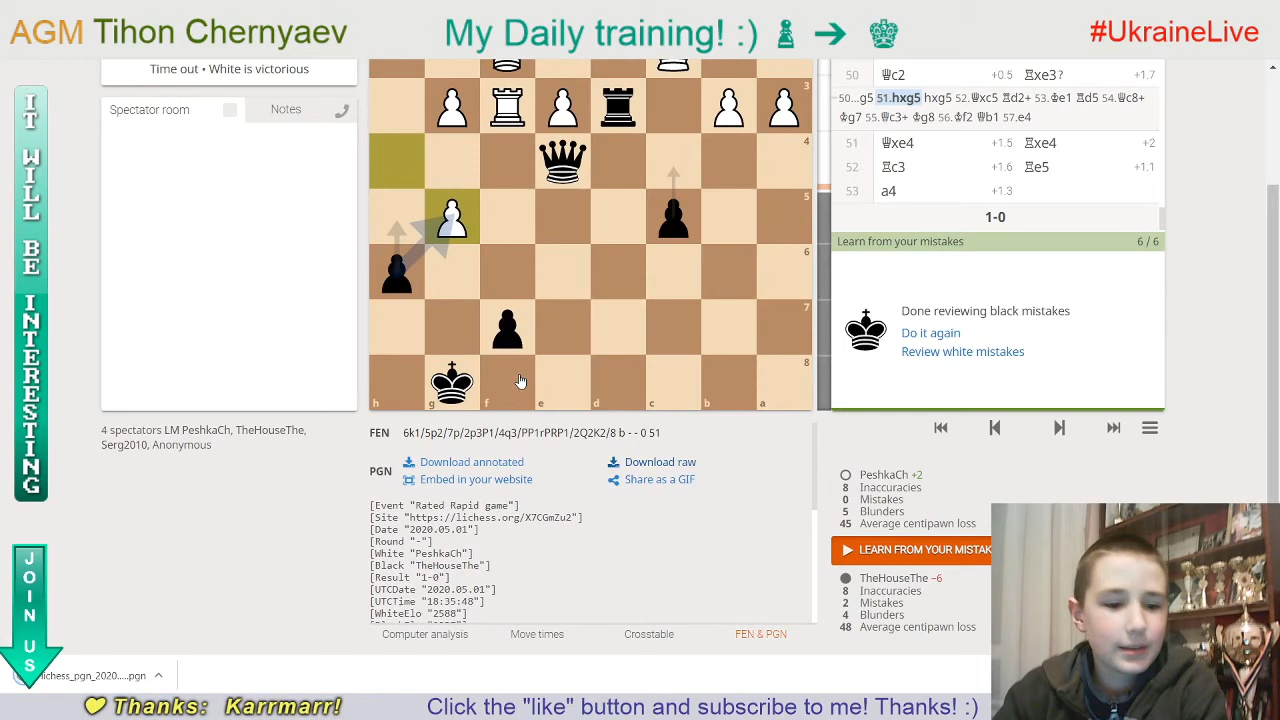 AGM Tihon Chernyaev
My Daily training! :)
#UkraineLive
IT WILL BE INTERESTING
JOIN US
Time out • White is victorious
Spectator room
Notes
4 spectators LM PeshkaCh, TheHouseThe,
Serg2010, Anonymous
3
4
5
6
7
8
h g f e d c b a
FEN 6k1/5p2/7p/2p3P1/4q3/PP1rPRP1/2Q2K2/8 b - - 0 51
PGN
Download annotated
Download raw
Embed in your website
Share as a GIF
[Event "Rated Rapid game"]
[Site "https://lichess.org/X7CGmZu2"]
[Date "2020.05.01"]
[Round "-"]
[White "PeshkaCh"]
[Black "TheHouseThe"]
[Result "1-0"]
[UTCDate "2020.05.01"]
[UTCTime "18:35:48"]
[WhiteElo "2588"]
Computer analysis
Move times
Crosstable
FEN & PGN
50 ♕c2 +0.5 ♖xe3? +1.7
50...g5 51.hxg5 hxg5 52.♕xc5 ♖d2+ 53.♔e1 ♖d5 54.♕c8+
♔g7 55.♕c3+ ♔g8 56.♔f2 ♕b1 57.e4
51 ♕xe4 +1.5 ♖xe4 +2
52 ♖c3 +1.6 ♖e5 +1.1
53 a4 +1.3
1-0
Learn from your mistakes
6 / 6
Done reviewing black mistakes
Do it again
Review white mistakes
PeshkaCh +2
8 Inaccuracies
0 Mistakes
5 Blunders
45 Average centipawn loss
LEARN FROM YOUR MISTAK
TheHouseThe −6
8 Inaccuracies
2 Mistakes
4 Blunders
48 Average centipawn loss
lichess_pgn_2020.....pgn
Thanks: Karrmarr!
Click the "like" button and subscribe to me! Thanks! :)